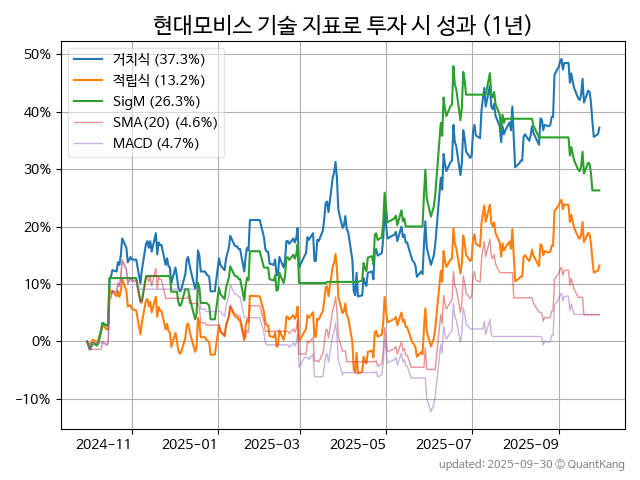 현대모비스 기술 지표로 투자 시 성과 (1년)
50%
40%
30%
20%
10%
0%
−10%
거치식 (37.3%)
적립식 (13.2%)
SigM (26.3%)
SMA(20) (4.6%)
MACD (4.7%)
2024-11
2025-01
2025-03
2025-05
2025-07
2025-09
updated: 2025-09-30 © QuantKang